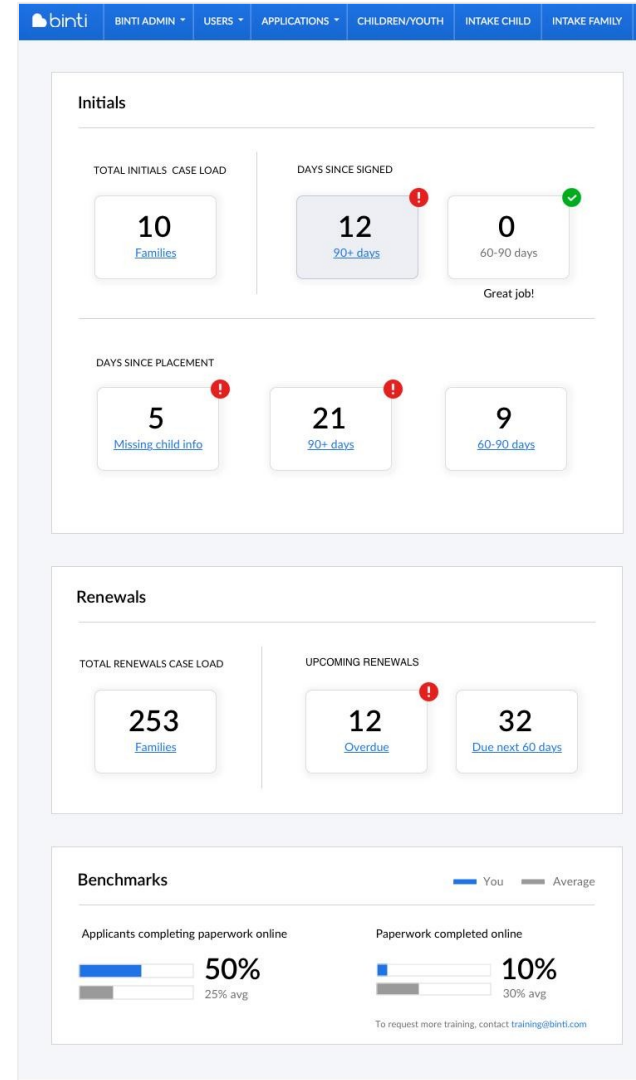 binti BINTI ADMIN USERS APPLICATIONS CHILDREN/YOUTH INTAKE CHILD INTAKE FAMILY
Initials
TOTAL INITIALS CASE LOAD
10
Families
DAYS SINCE SIGNED
12
90+ days
0
60-90 days
Great job!
DAYS SINCE PLACEMENT
5
Missing child info
21
90+ days
9
60-90 days
Renewals
TOTAL RENEWALS CASE LOAD
253
Families
UPCOMING RENEWALS
12
Overdue
32
Due next 60 days
Benchmarks
You Average
Applicants completing paperwork online
50%
25% avg
Paperwork completed online
10%
30% avg
To request more training, contact training@binti.com